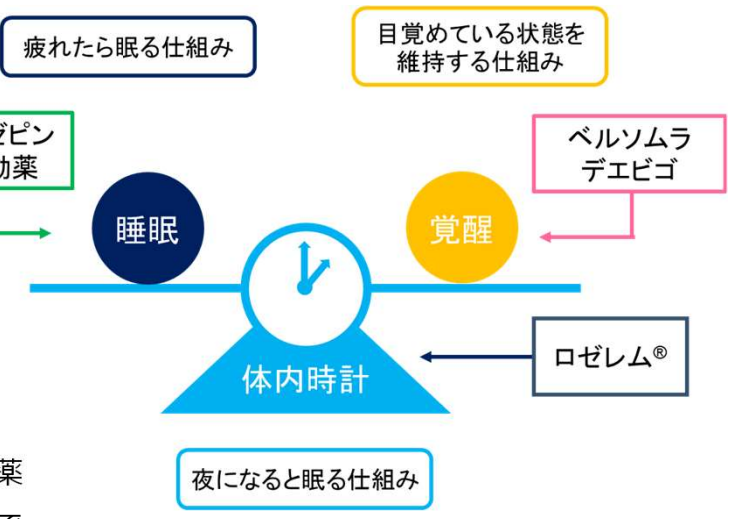 疲れたら眠る仕組み
目覚めている状態を
維持する仕組み
ゼピン
効薬
ベルソムラ
デエビゴ
睡眠
覚醒
体内時計
ロゼレム®
夜になると眠る仕組み
薬